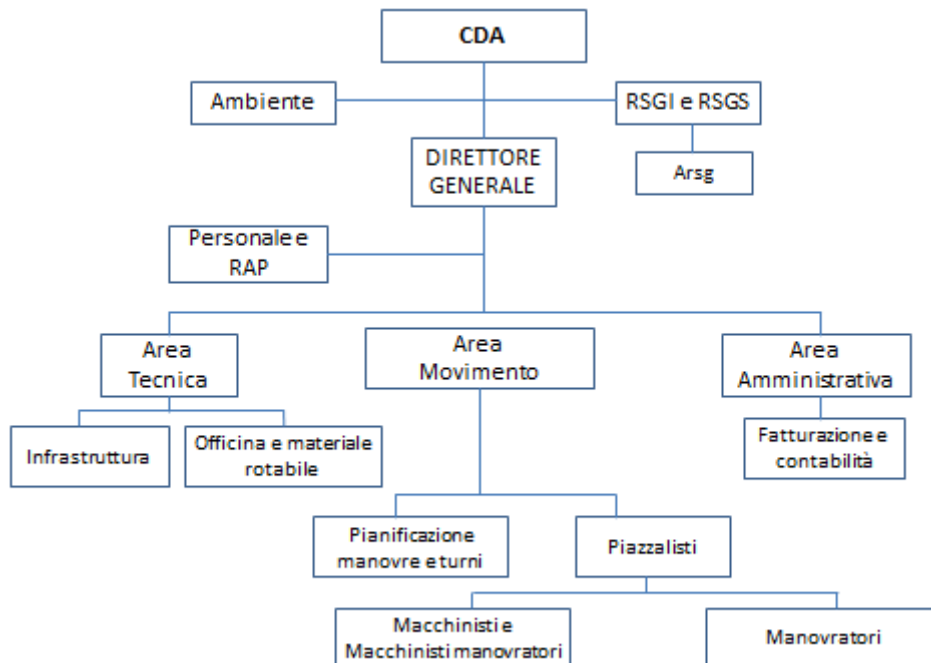 CDA
Ambiente
RSGI e RSGS
Arsg
DIRETTORE
GENERALE
Personale e
RAP
Area
Tecnica
Area
Movimento
Area
Amministrativa
Infrastruttura
Officina e materiale
rotabile
Fatturazione e
contabilità
Pianificazione
manovre e turni
Piazzalisti
Macchinisti e
Macchinisti manovratori
Manovratori